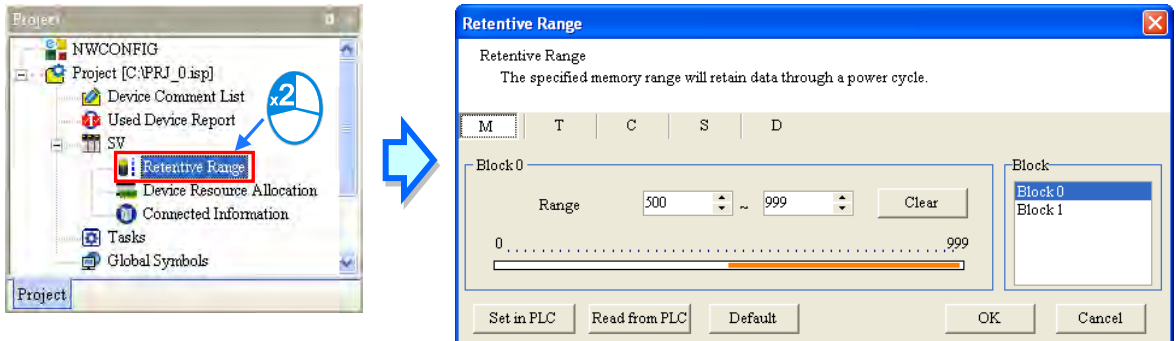 Project
NWCONFIG
Project [C:\PRJ_0.isp]
Device Comment List
x2
Used Device Report
SV
Retentive Range
Device Resource Allocation
Connected Information
Tasks
Global Symbols
Project
Retentive Range
Retentive Range
The specified memory range will retain data through a power cycle.
M T C S D
Block 0
Range 500 ~ 999 Clear
0 999
Block
Block 0
Block 1
Set in PLC Read from PLC Default OK Cancel